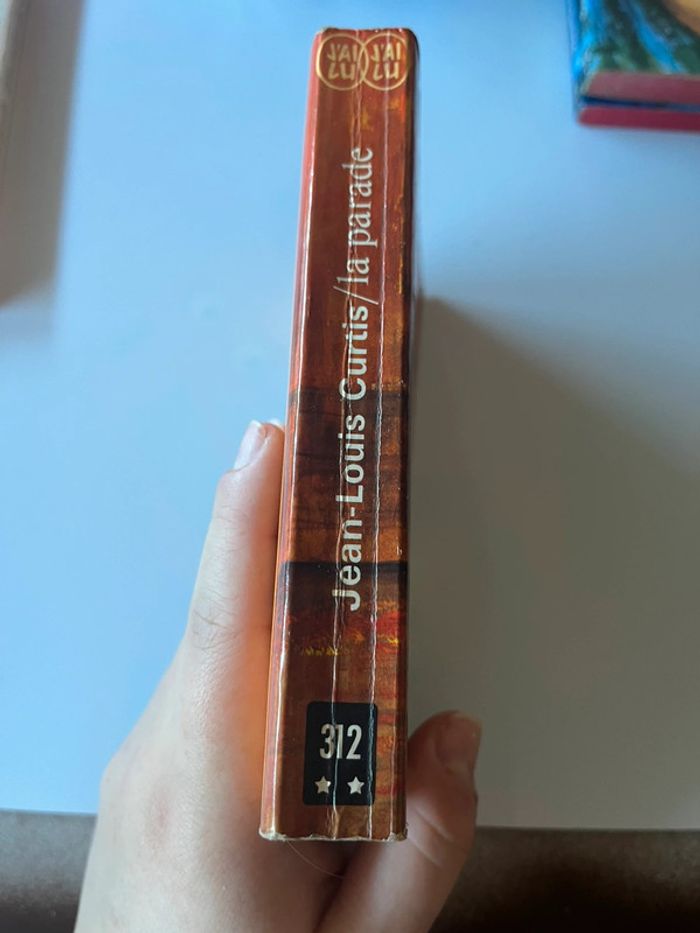 J'AI LU
J'AI LU
Jean-Louis Curtis/la parade
312